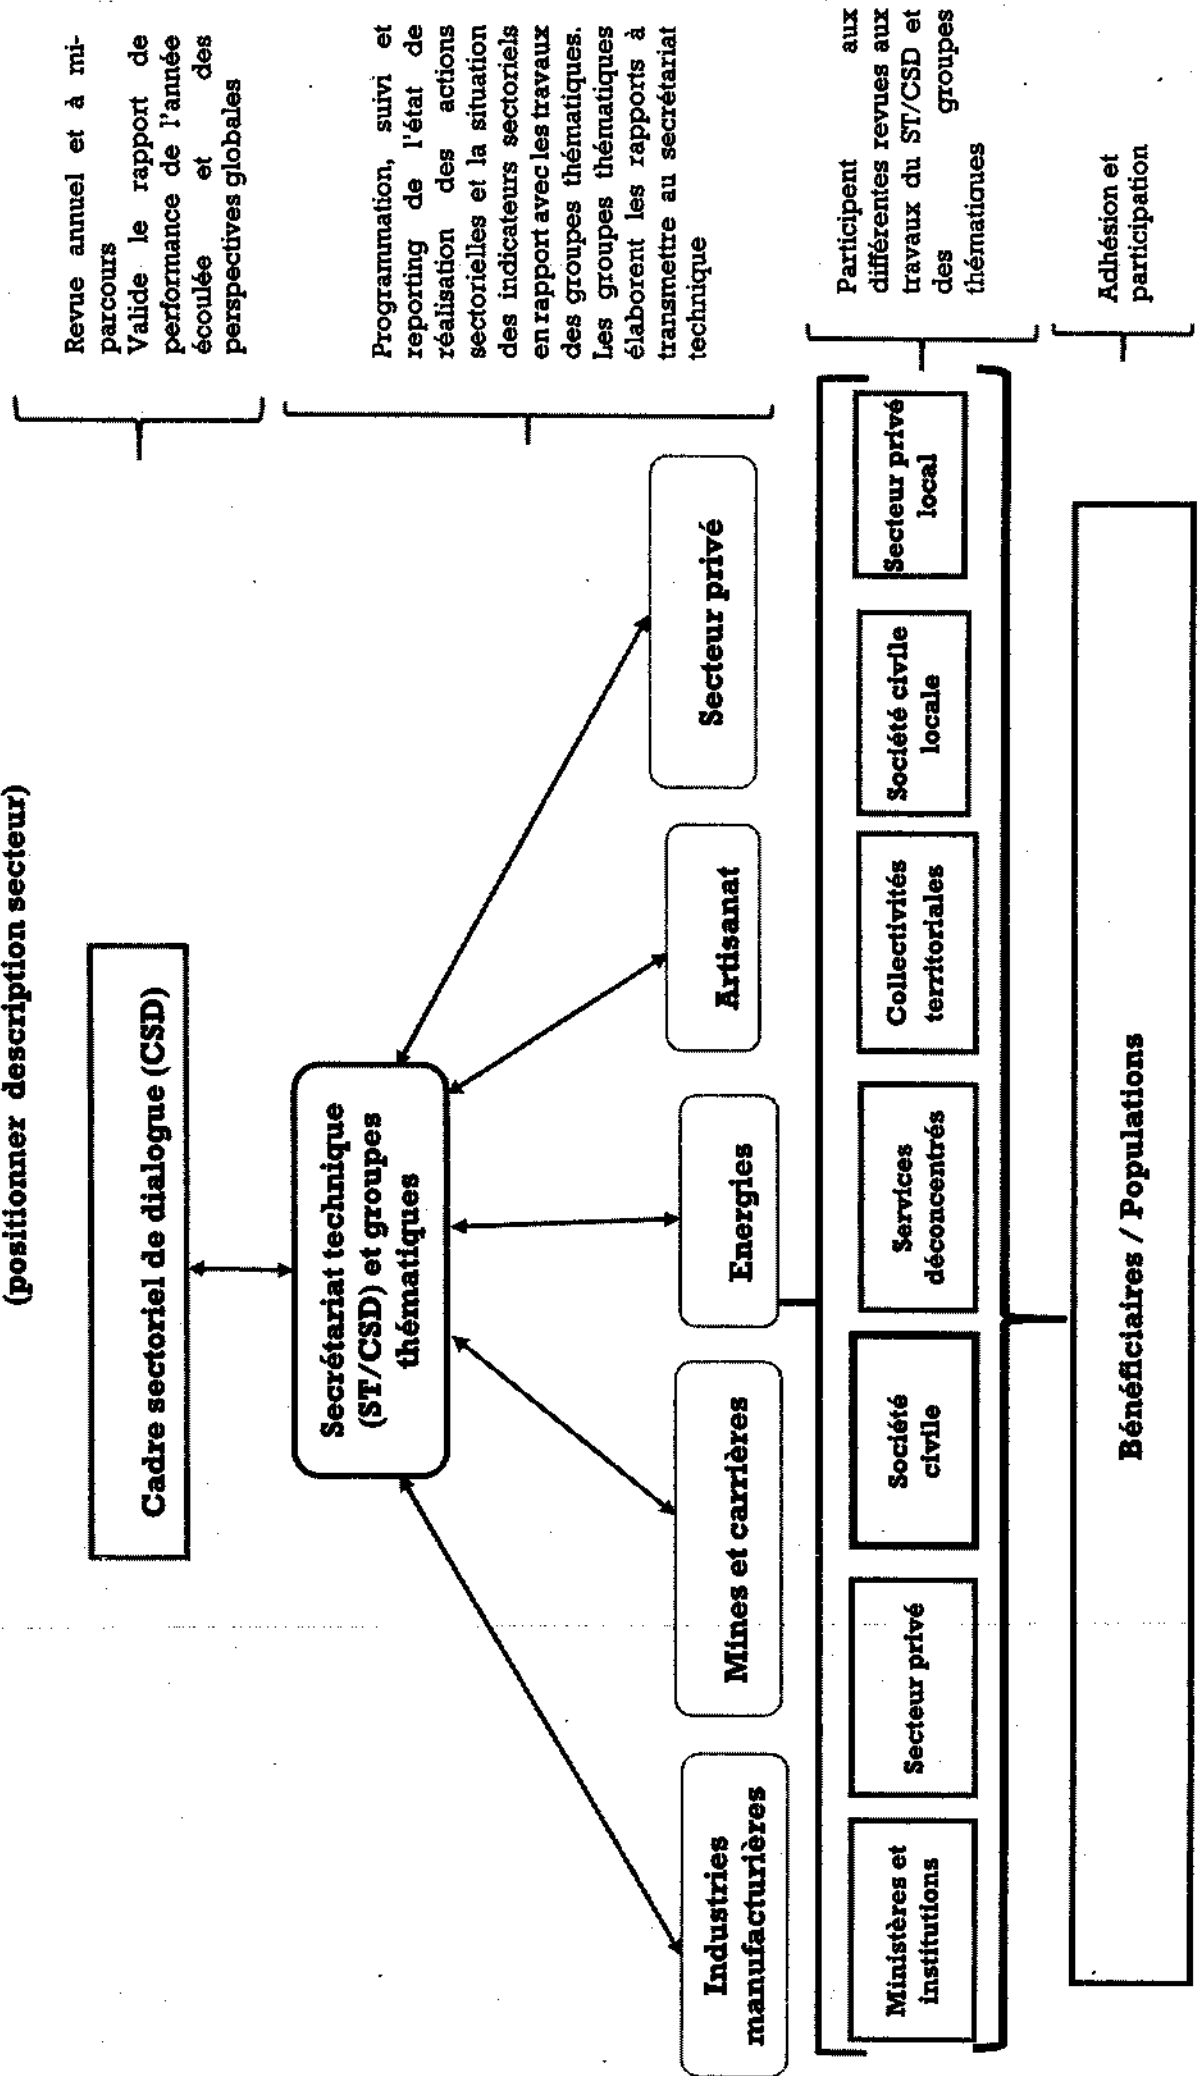 (positionner description secteur)
Cadre sectoriel de dialogue (CSD)
Revue annuel et à mi-
parcours
Valide le rapport de
performance de l'année
écoulée et des
perspectives globales
Secrétariat technique
(ST/CSD) et groupes
thématiques
Programmation, suivi et
reporting de l'état de
réalisation des actions
sectorielles et la situation
des indicateurs sectoriels
en rapport avec les travaux
des groupes thématiques.
Les groupes thématiques
élaborent les rapports à
transmettre au secrétariat
technique
Industries
manufacturières
Mines et carrières
Energies
Artisanat
Secteur privé
Ministères et
institutions
Secteur privé
Société
civile
Services
déconcentrés
Collectivités
territoriales
Société civile
locale
Secteur privé
local
Participent aux
différentes revues aux
travaux du ST/CSD et
des groupes
thématiques
Bénéficiaires / Populations
Adhésion et
participation